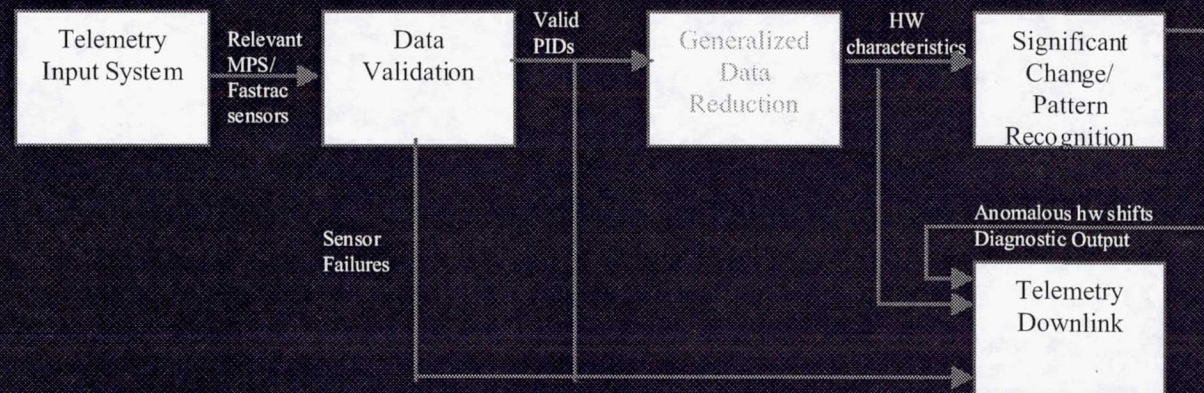 Telemetry
Input System
Relevant
MPS/
Fastrac
sensors
Data
Validation
Valid
PIDs
Generalized
Data
Reduction
HW
characteristics
Significant
Change/
Pattern
Recognition
Sensor
Failures
Anomalous hw shifts
Diagnostic Output
Telemetry
Downlink